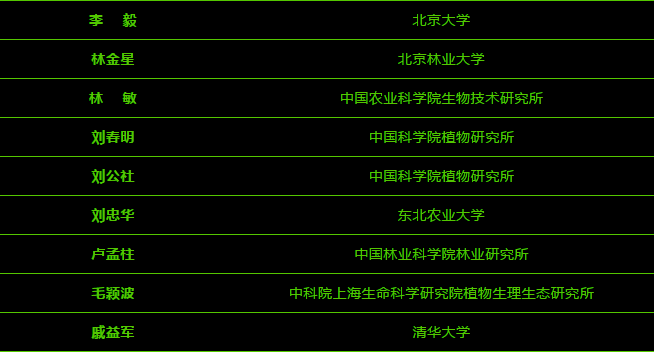 李　毅 北京大学
林金星 北京林业大学
林　敏 中国农业科学院生物技术研究所
刘春明 中国科学院植物研究所
刘公社 中国科学院植物研究所
刘忠华 东北农业大学
卢孟柱 中国林业科学院林业研究所
毛颖波 中科院上海生命科学研究院植物生理生态研究所
戚益军 清华大学